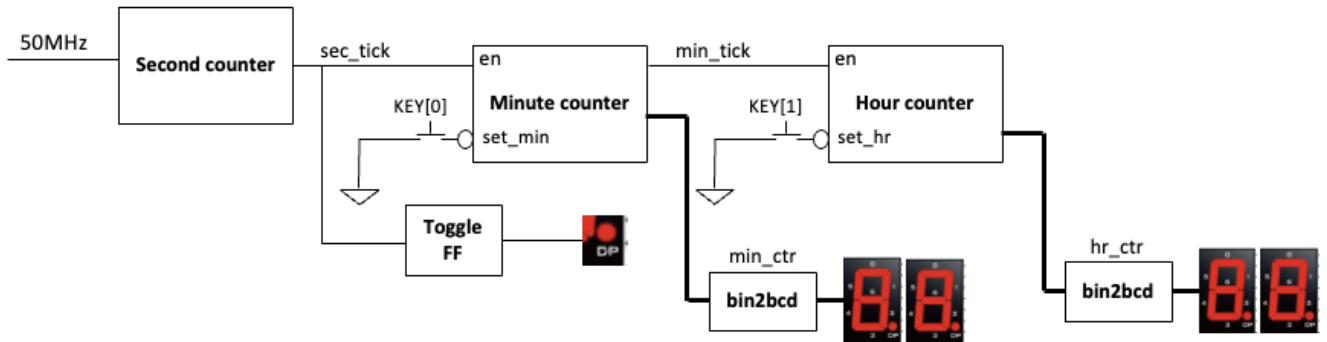 50MHz
Second counter
sec_tick
en
Minute counter
KEY[0]
set_min
min_tick
en
Hour counter
KEY[1]
set_hr
Toggle
FF
DP
min_ctr
bin2bcd
hr_ctr
bin2bcd